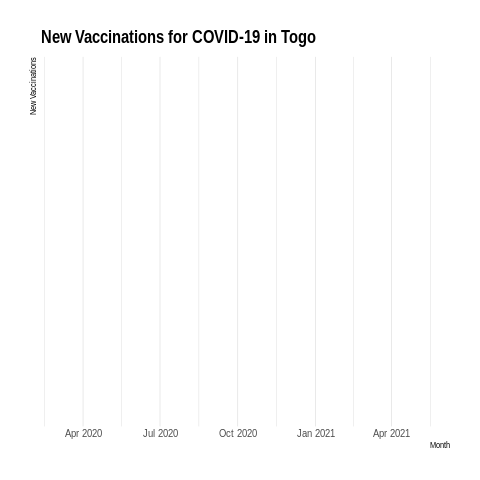 New Vaccinations for COVID-19 in Togo
New Vaccinations
Apr 2020 Jul 2020 Oct 2020 Jan 2021 Apr 2021
Month